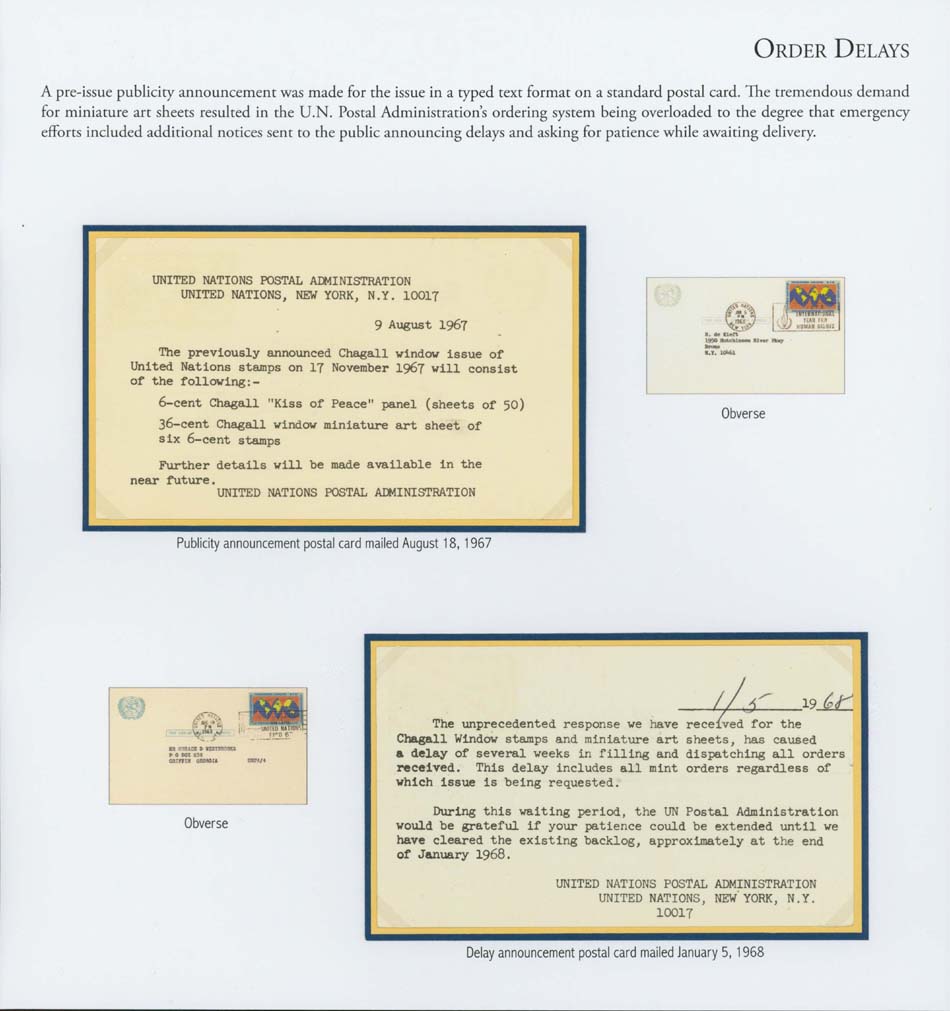 ORDER DELAYS
A pre-issue publicity announcement was made for the issue in a typed text format on a standard postal card. The tremendous demand
for miniature art sheets resulted in the U.N. Postal Administration's ordering system being overloaded to the degree that emergency
efforts included additional notices sent to the public announcing delays and asking for patience while awaiting delivery.
UNITED NATIONS POSTAL ADMINISTRATION
UNITED NATIONS, NEW YORK, N.Y. 10017
9 August 1967
The previously announced Chagall window issue of
United Nations stamps on 17 November 1967 will consist
of the following:-
6-cent Chagall "Kiss of Peace" panel (sheets of 50)
36-cent Chagall window miniature art sheet of
six 6-cent stamps
Further details will be made available in the
near future.
UNITED NATIONS POSTAL ADMINISTRATION
Publicity announcement postal card mailed August 18, 1967
UNITED NATIONS
NEW YORK
INTERNATIONAL
YEAR FOR
HUMAN RIGHTS
N. de Kleft
1950 Hutchinson River Pkwy
Bronx
N.Y. 10461
Obverse
UNITED NATIONS
MR HORACE D WESTBROOKS
P O BOX
GRIFFIN GEORGIA
Obverse
1/5 1968
The unprecedented response we have received for the
Chagall Window stamps and miniature art sheets, has caused
a delay of several weeks in filling and dispatching all orders
received. This delay includes all mint orders regardless of
which issue is being requested.
During this waiting period, the UN Postal Administration
would be grateful if your patience could be extended until we
have cleared the existing backlog, approximately at the end
of January 1968.
UNITED NATIONS POSTAL ADMINISTRATION
UNITED NATIONS, NEW YORK, N.Y.
10017
Delay announcement postal card mailed January 5, 1968